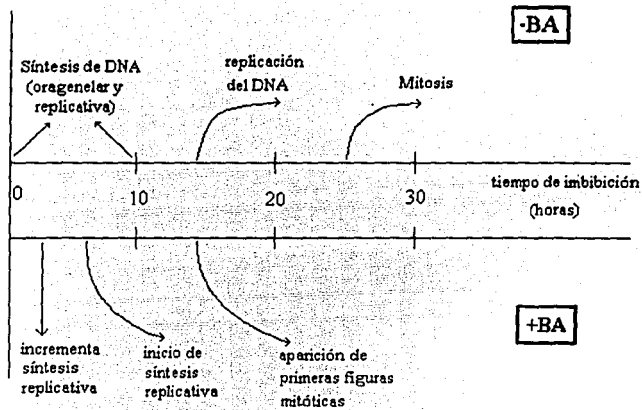 -BA
Síntesis de DNA
(oragenelar y
replicativa)
replicación
del DNA
Mitosis
0
10
20
30
tiempo de imbibición
(horas)
+BA
incrementa
síntesis
replicativa
inicio de
síntesis
replicativa
aparición de
primeras figuras
mitóticas